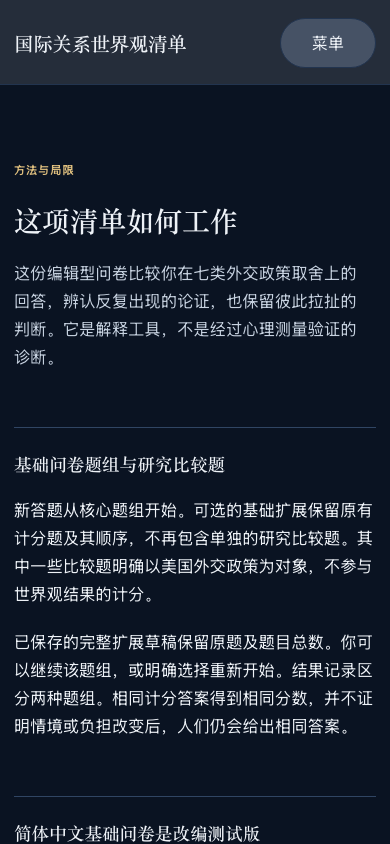 国际关系世界观清单
菜单
方法与局限
这项清单如何工作
这份编辑型问卷比较你在七类外交政策取舍上的
回答，辨认反复出现的论证，也保留彼此拉扯的
判断。它是解释工具，不是经过心理测量验证的
诊断。
基础问卷题组与研究比较题
新答题从核心题组开始。可选的基础扩展保留原有
计分题及其顺序，不再包含单独的研究比较题。其
中一些比较题明确以美国外交政策为对象，不参与
世界观结果的计分。
已保存的完整扩展草稿保留原题及题目总数。你可
以继续该题组，或明确选择重新开始。结果记录区
分两种题组。相同计分答案得到相同分数，并不证
明情境或负担改变后，人们仍会给出相同答案。
简体中文基础问卷是改编测试版